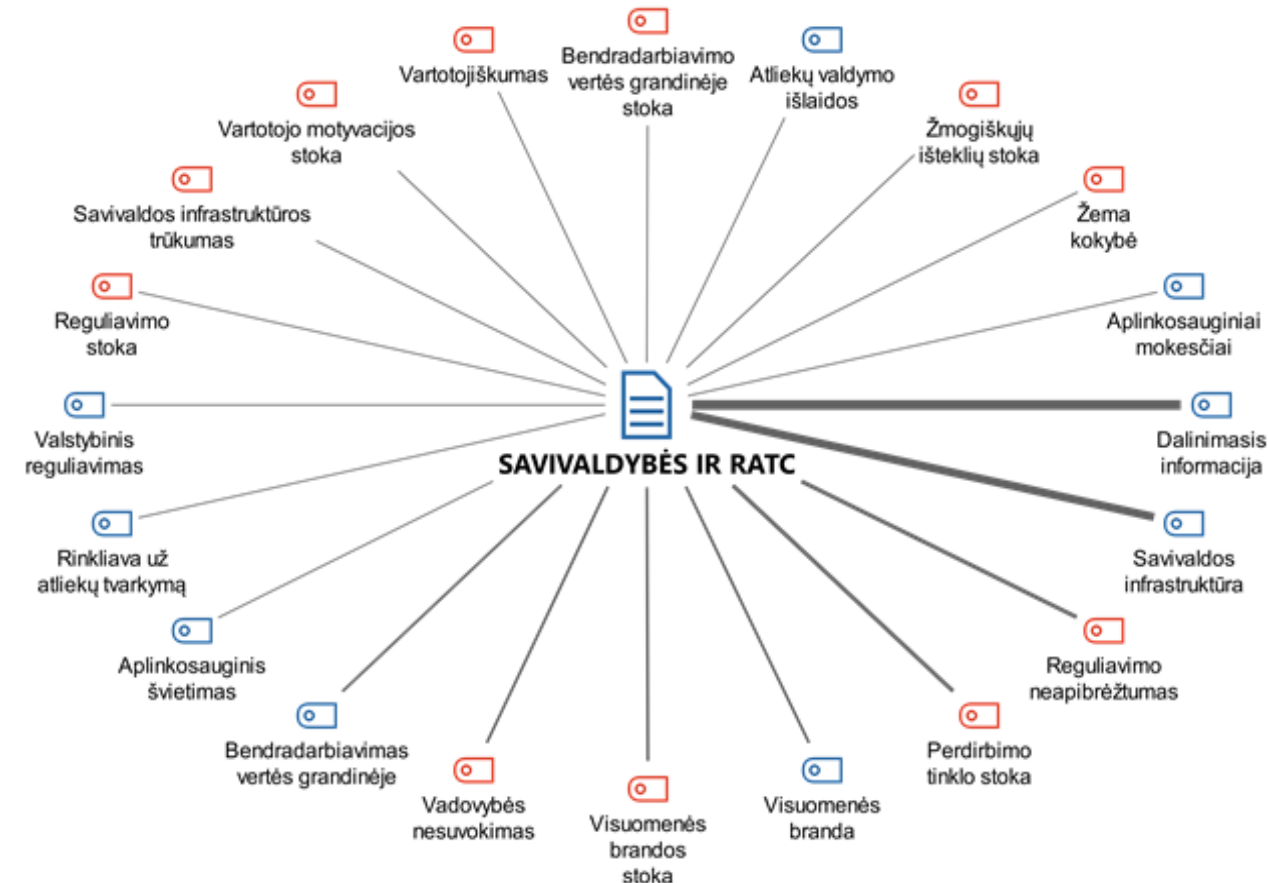 Bendradarbiavimo
vertės grandinėje
stoka
Atliekų valdymo
išlaidos
Žmogiškųjų
išteklių stoka
Žema
kokybė
Aplinkosauginiai
mokesčiai
Dalinimasis
informacija
Savivaldos
infrastruktūra
Reguliavimo
neapibrėžtumas
Perdirbimo
tinklo stoka
Visuomenės
branda
Visuomenės
brandos
stoka
Vadovybės
nesuvokimas
Bendradarbiavimas
vertės grandinėje
Aplinkosauginis
švietimas
Rinkliava už
atliekų tvarkymą
Valstybinis
reguliavimas
Reguliavimo
stoka
Savivaldos infrastruktūros
trūkumas
Vartotojo motyvacijos
stoka
Vartotojiškumas
SAVIVALDYBĖS IR RATC